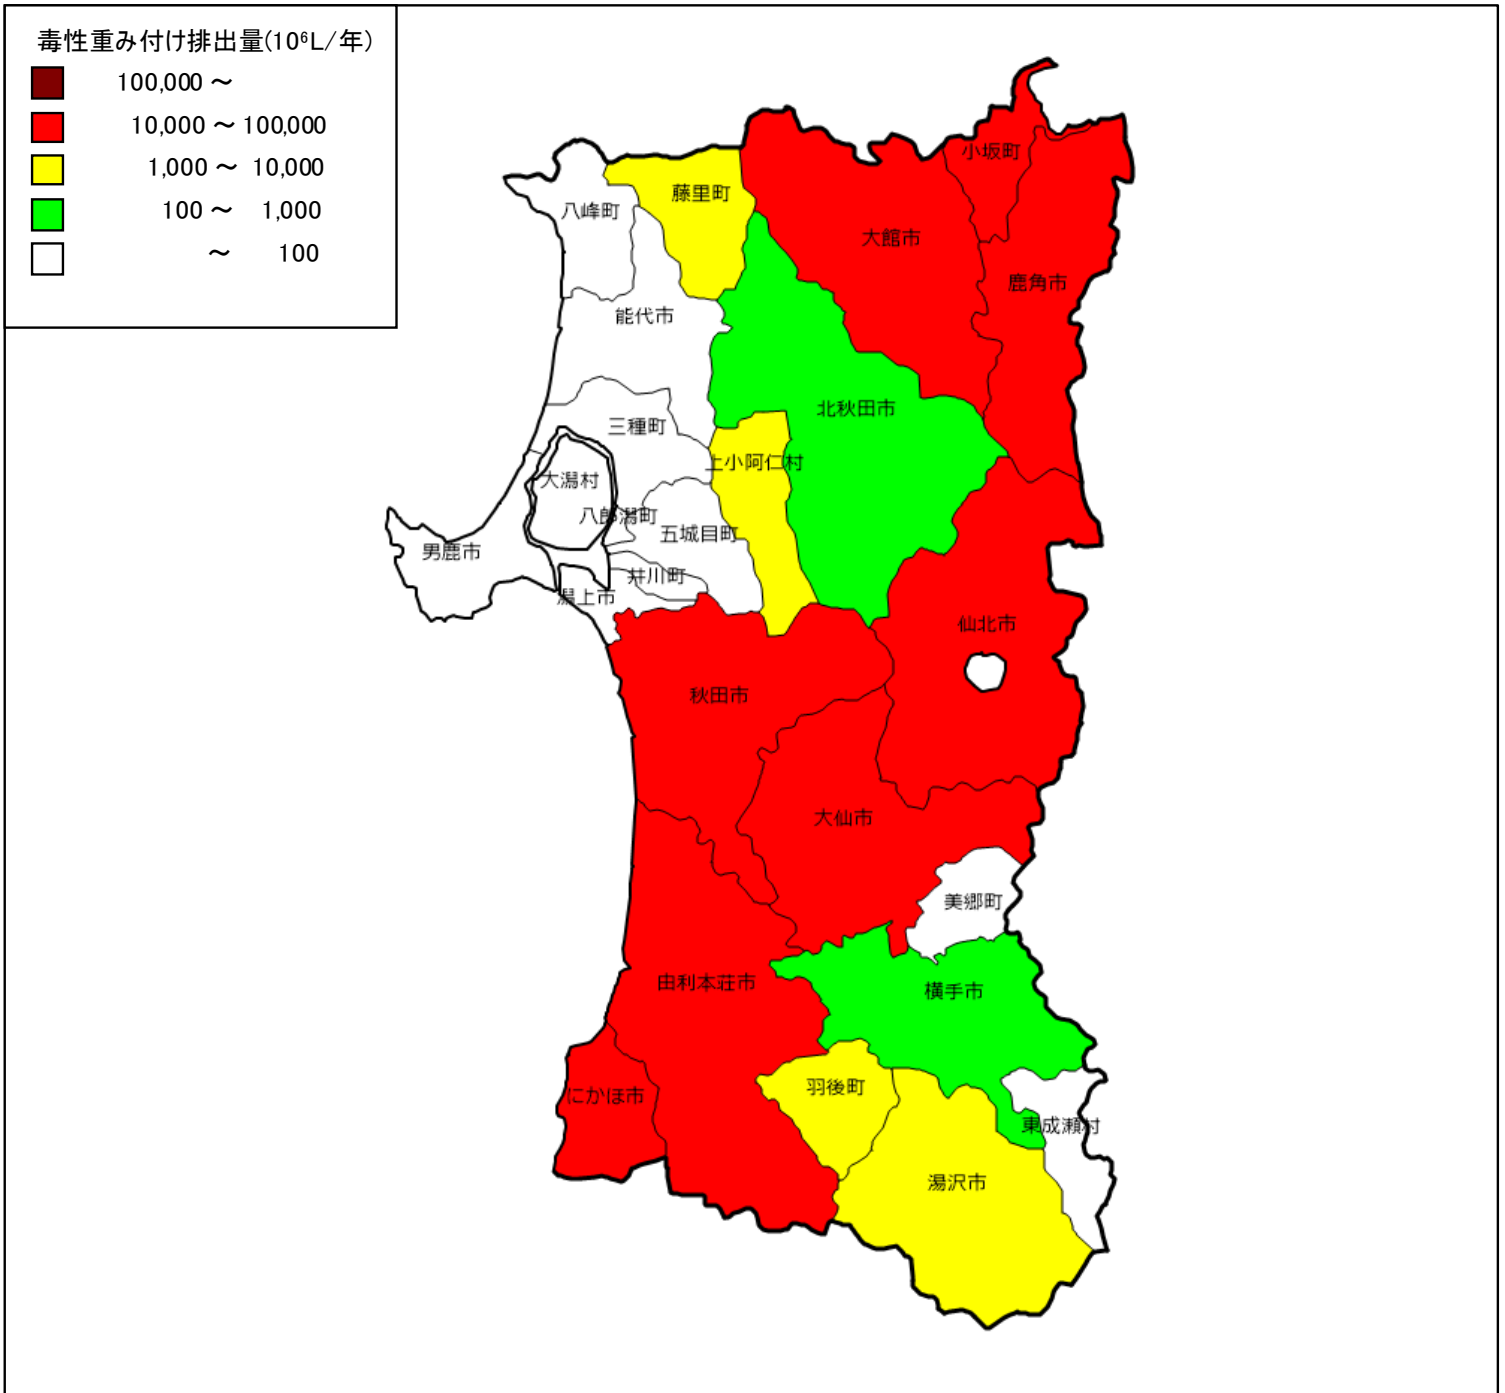 毒性重み付け排出量(10⁶L/年)
100,000 ～
10,000 ～ 100,000
1,000 ～ 10,000
100 ～ 1,000
～ 100
小坂町
藤里町
八峰町
大館市
鹿角市
能代市
北秋田市
三種町
上小阿仁村
大潟村
八郎潟町
五城目町
男鹿市
井川町
潟上市
仙北市
秋田市
大仙市
美郷町
由利本荘市
横手市
羽後町
にかほ市
東成瀬村
湯沢市